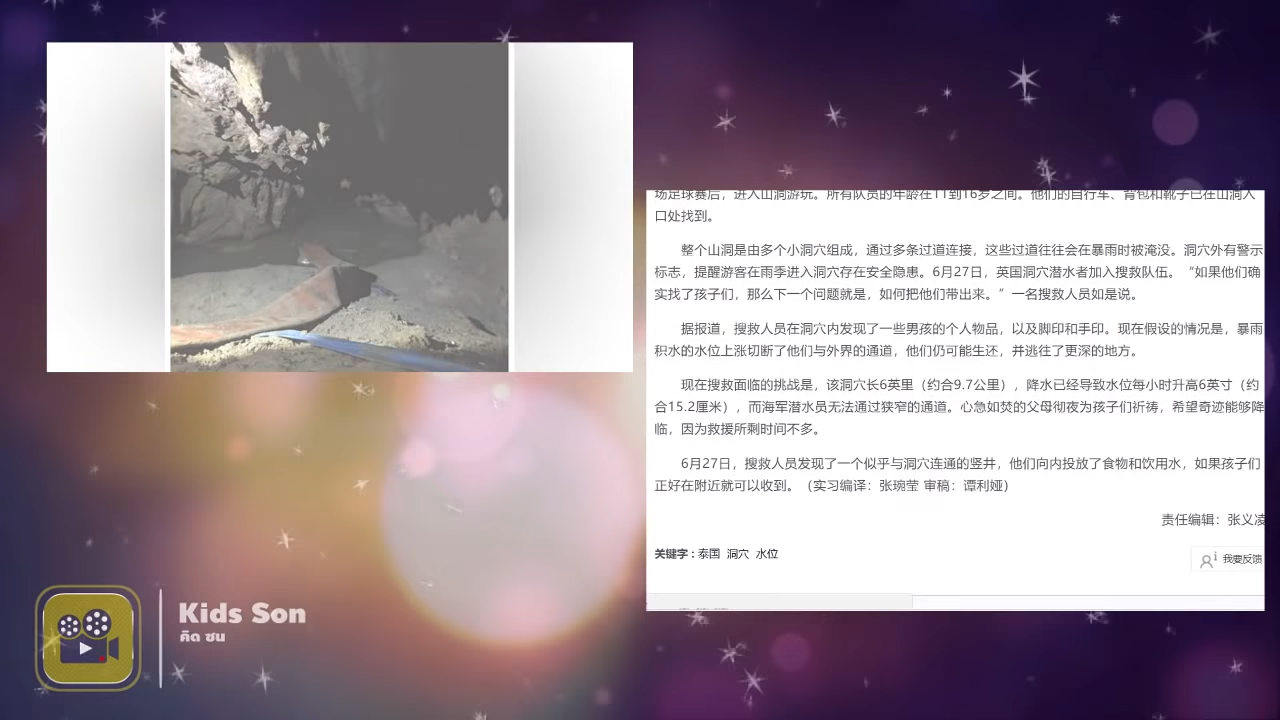 场足球赛后，进入山洞游玩。所有队员的年龄在11到16岁之间。他们的自行车、背包和靴子已在山洞入
口处找到。
整个山洞是由多个小洞穴组成，通过多条过道连接，这些过道往往会在暴雨时被淹没。洞穴外有警示
标志，提醒游客在雨季进入洞穴存在安全隐患。6月27日，英国洞穴潜水者加入搜救队伍。“如果他们确
实找了孩子们，那么下一个问题就是，如何把他们带出来。”一名搜救人员如是说。
据报道，搜救人员在洞穴内发现了一些男孩的个人物品，以及脚印和手印。现在假设的情况是，暴雨
积水的水位上涨切断了他们与外界的通道，他们仍可能生还，并逃往了更深的地方。
现在搜救面临的挑战是，该洞穴长6英里（约合9.7公里），降水已经导致水位每小时升高6英寸（约
合15.2厘米），而海军潜水员无法通过狭窄的通道。心急如焚的父母彻夜为孩子们祈祷，希望奇迹能够降
临，因为救援所剩时间不多。
6月27日，搜救人员发现了一个似乎与洞穴连通的竖井，他们向内投放了食物和饮用水，如果孩子们
正好在附近就可以收到。（实习编译：张琬莹 审稿：谭利娅）
责任编辑：张义凌
关键字：泰国 洞穴 水位
我要反馈
Kids Son
คิด ซน